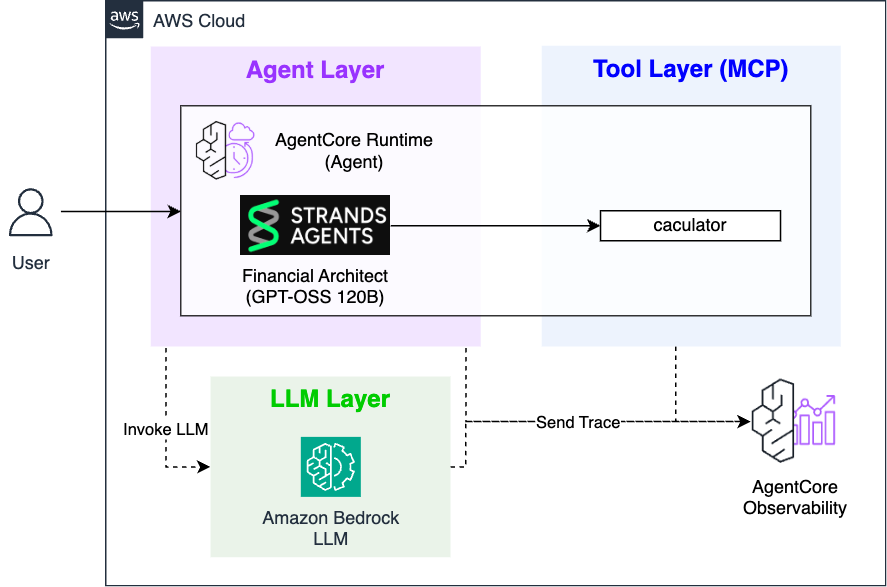 aws
AWS Cloud
Agent Layer
Tool Layer (MCP)
AgentCore Runtime
(Agent)
STRANDS
AGENTS
caculator
Financial Architect
(GPT-OSS 120B)
User
LLM Layer
Invoke LLM
Send Trace
Amazon Bedrock
LLM
AgentCore
Observability